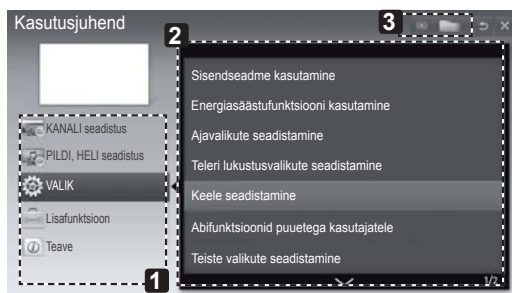 Kasutusjuhend
3
2
KANALI seadistus
PILDI, HELI seadistus
VALIK
Lisafunktsioon
Teave
1
Sisendseadme kasutamine
Energiasäästufunktsiooni kasutamine
Ajavalikute seadistamine
Teleri lukustusvalikute seadistamine
Keele seadistamine
Abifunktsioonid puuetega kasutajatele
Teiste valikute seadistamine
1/2